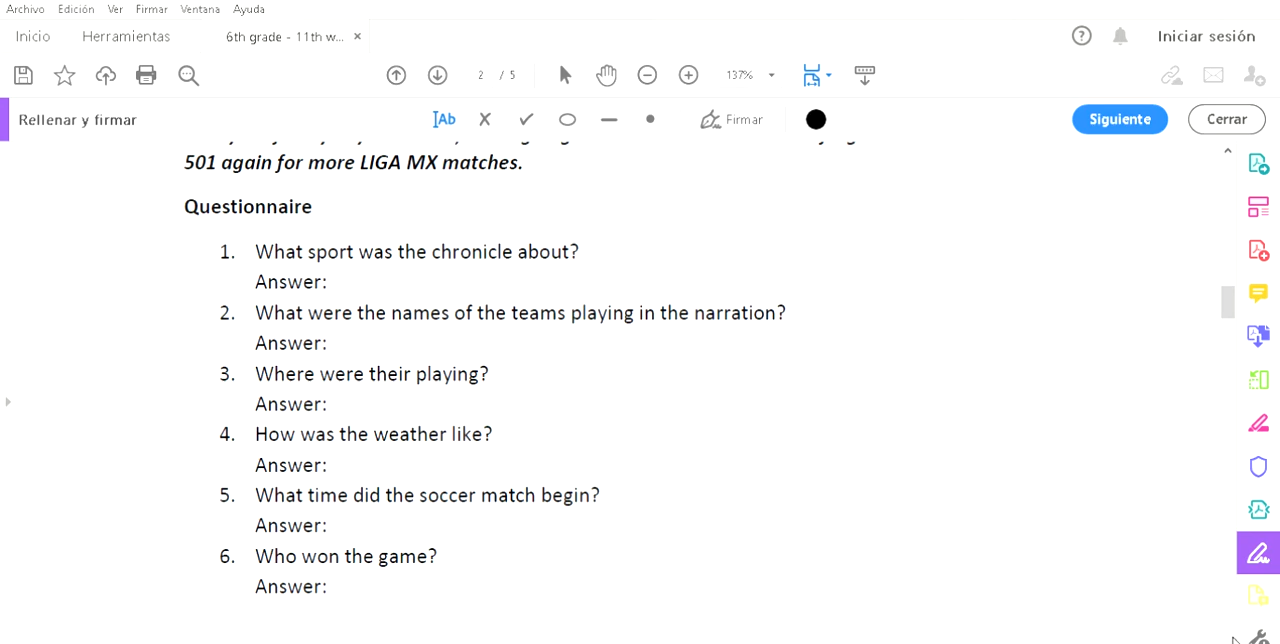 Archivo Edición Ver Firmar Ventana Ayuda
Inicio Herramientas 6th grade - 11th w... × Iniciar sesión
2 / 5 137%
Rellenar y firmar Ab Firmar Siguiente Cerrar
501 again for more LIGA MX matches.
Questionnaire
1. What sport was the chronicle about?
Answer:
2. What were the names of the teams playing in the narration?
Answer:
3. Where were their playing?
Answer:
4. How was the weather like?
Answer:
5. What time did the soccer match begin?
Answer:
6. Who won the game?
Answer: